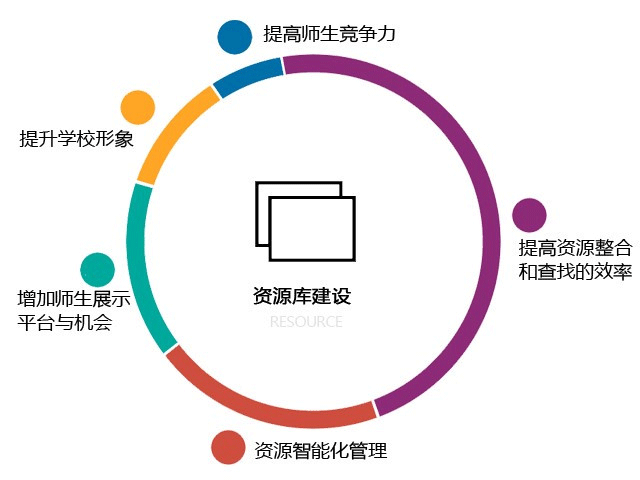 提高师生竞争力
提升学校形象
提高资源整合
和查找的效率
增加师生展示
平台与机会
资源库建设
RESOURCE
资源智能化管理